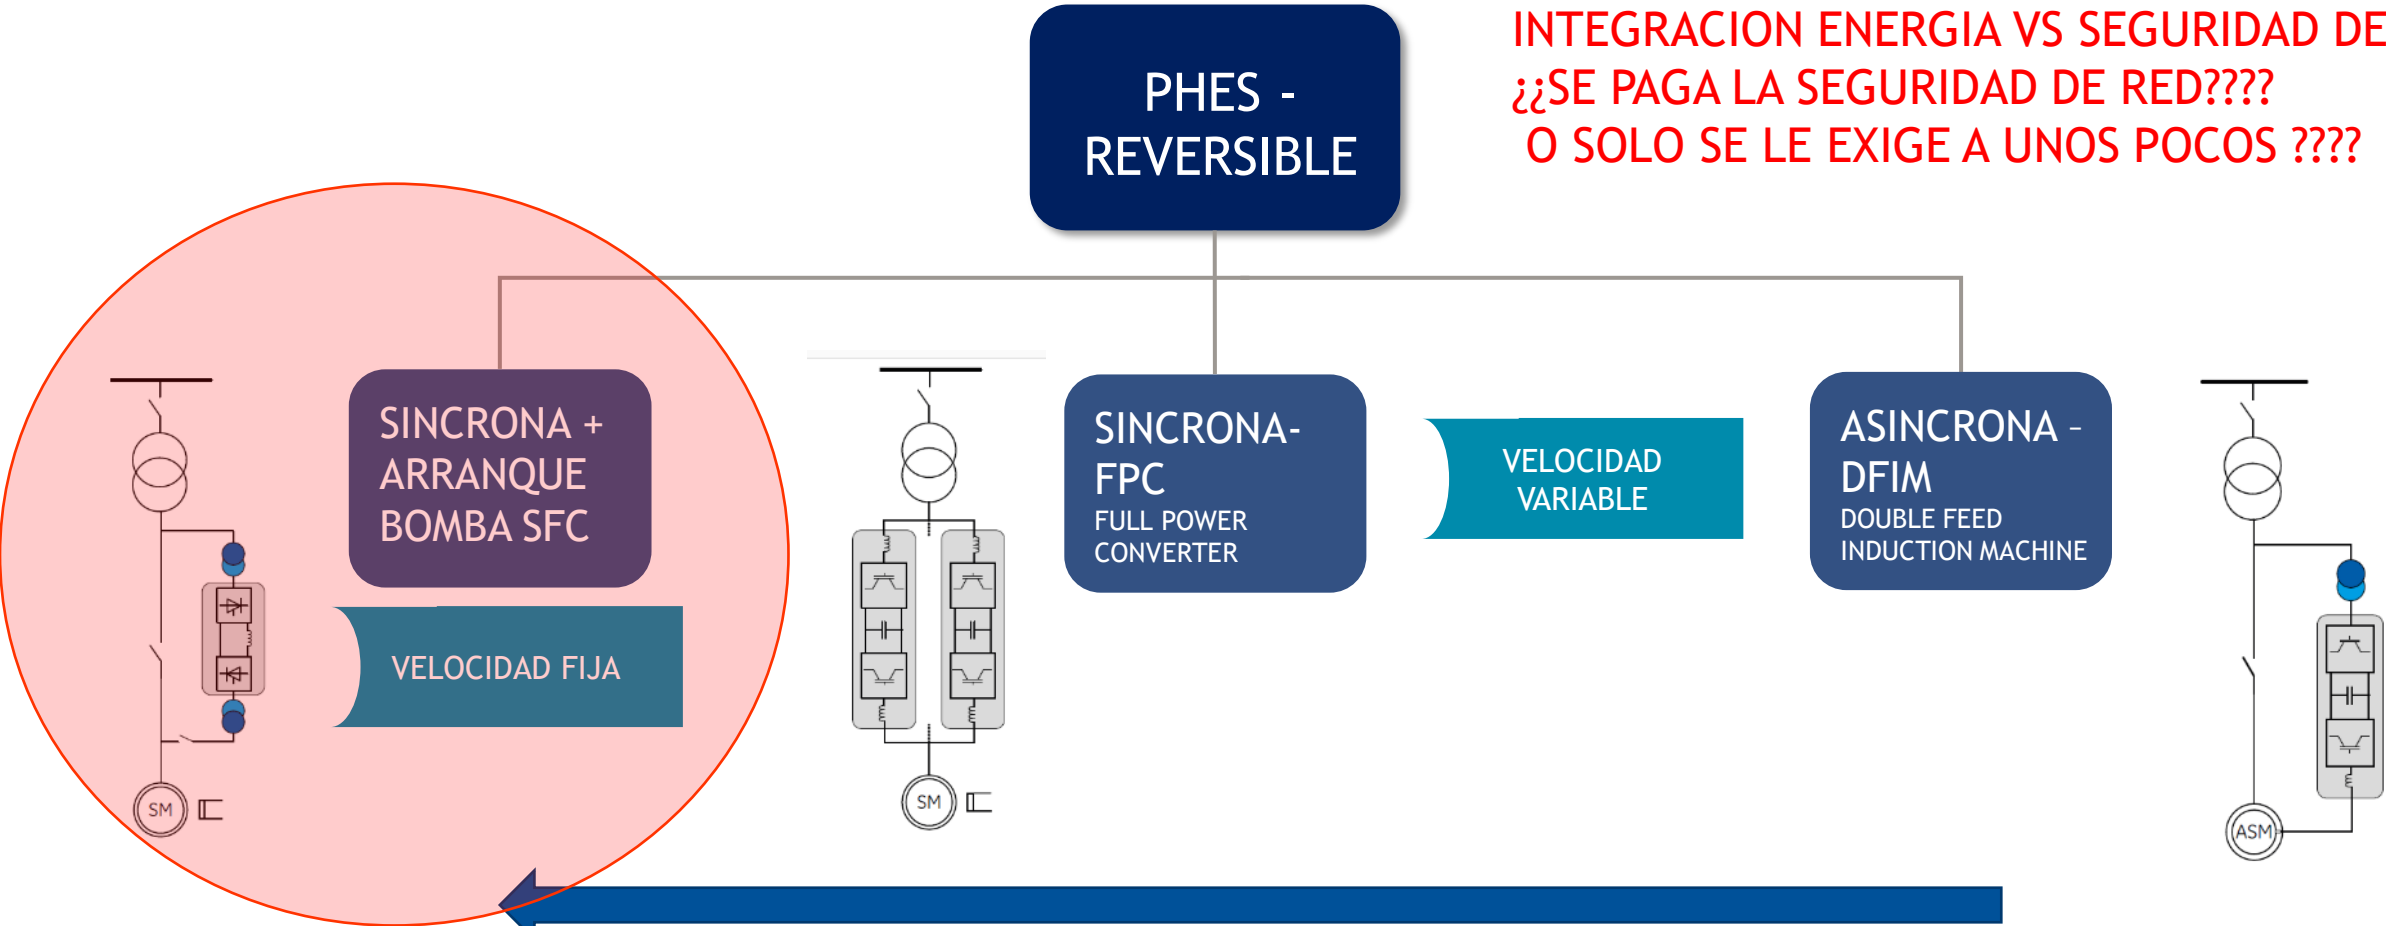 INTEGRACION ENERGIA VS SEGURIDAD DE
¿¿SE PAGA LA SEGURIDAD DE RED????
O SOLO SE LE EXIGE A UNOS POCOS ????
PHES -
REVERSIBLE
SINCRONA +
ARRANQUE
BOMBA SFC
VELOCIDAD FIJA
SM
SINCRONA-
FPC
FULL POWER
CONVERTER
SM
VELOCIDAD
VARIABLE
ASINCRONA –
DFIM
DOUBLE FEED
INDUCTION MACHINE
ASM